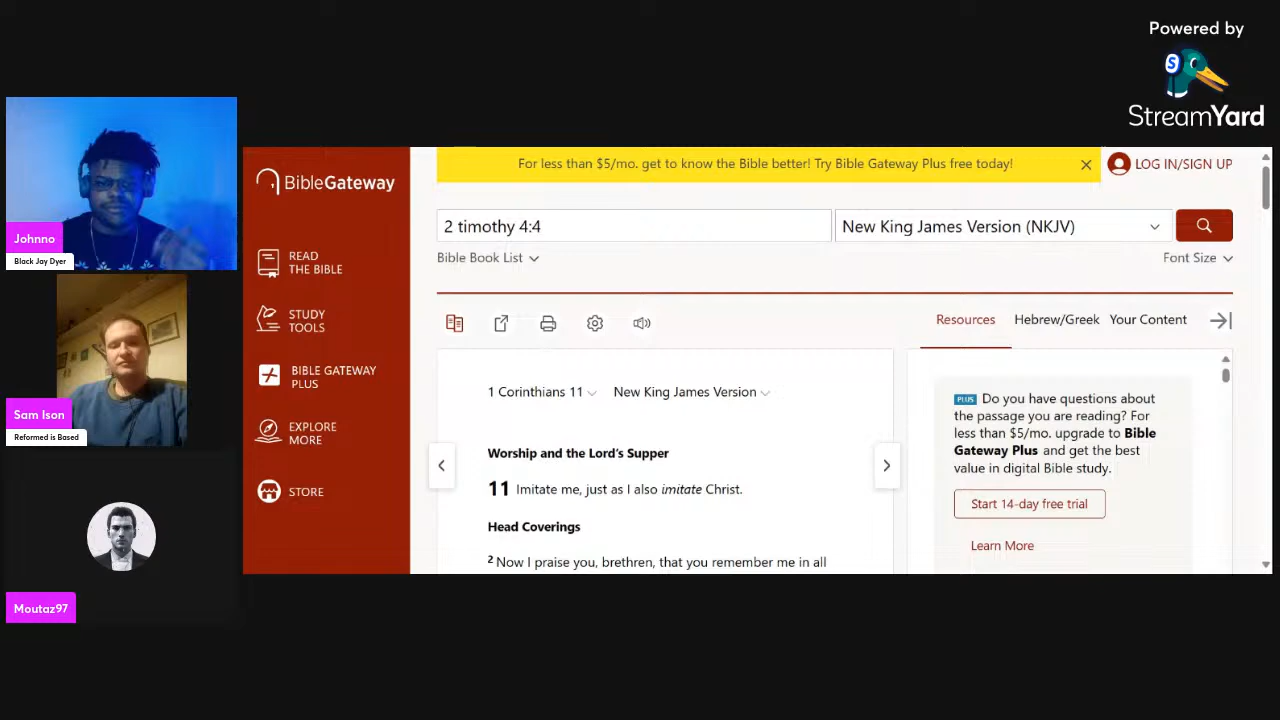 Powered by
StreamYard
Johnno
Black Jay Dyer
Sam Ison
Reformed is Based
Moutaz97
BibleGateway
READ
THE BIBLE
STUDY
TOOLS
BIBLE GATEWAY
PLUS
EXPLORE
MORE
STORE
For less than $5/mo. get to know the Bible better! Try Bible Gateway Plus free today!
LOG IN/SIGN UP
2 timothy 4:4
New King James Version (NKJV)
Bible Book List
Font Size
Resources
Hebrew/Greek
Your Content
1 Corinthians 11
New King James Version
Worship and the Lord's Supper
11 Imitate me, just as I also imitate Christ.
Head Coverings
2 Now I praise you, brethren, that you remember me in all
PLUS Do you have questions about
the passage you are reading? For
less than $5/mo. upgrade to Bible
Gateway Plus and get the best
value in digital Bible study.
Start 14-day free trial
Learn More